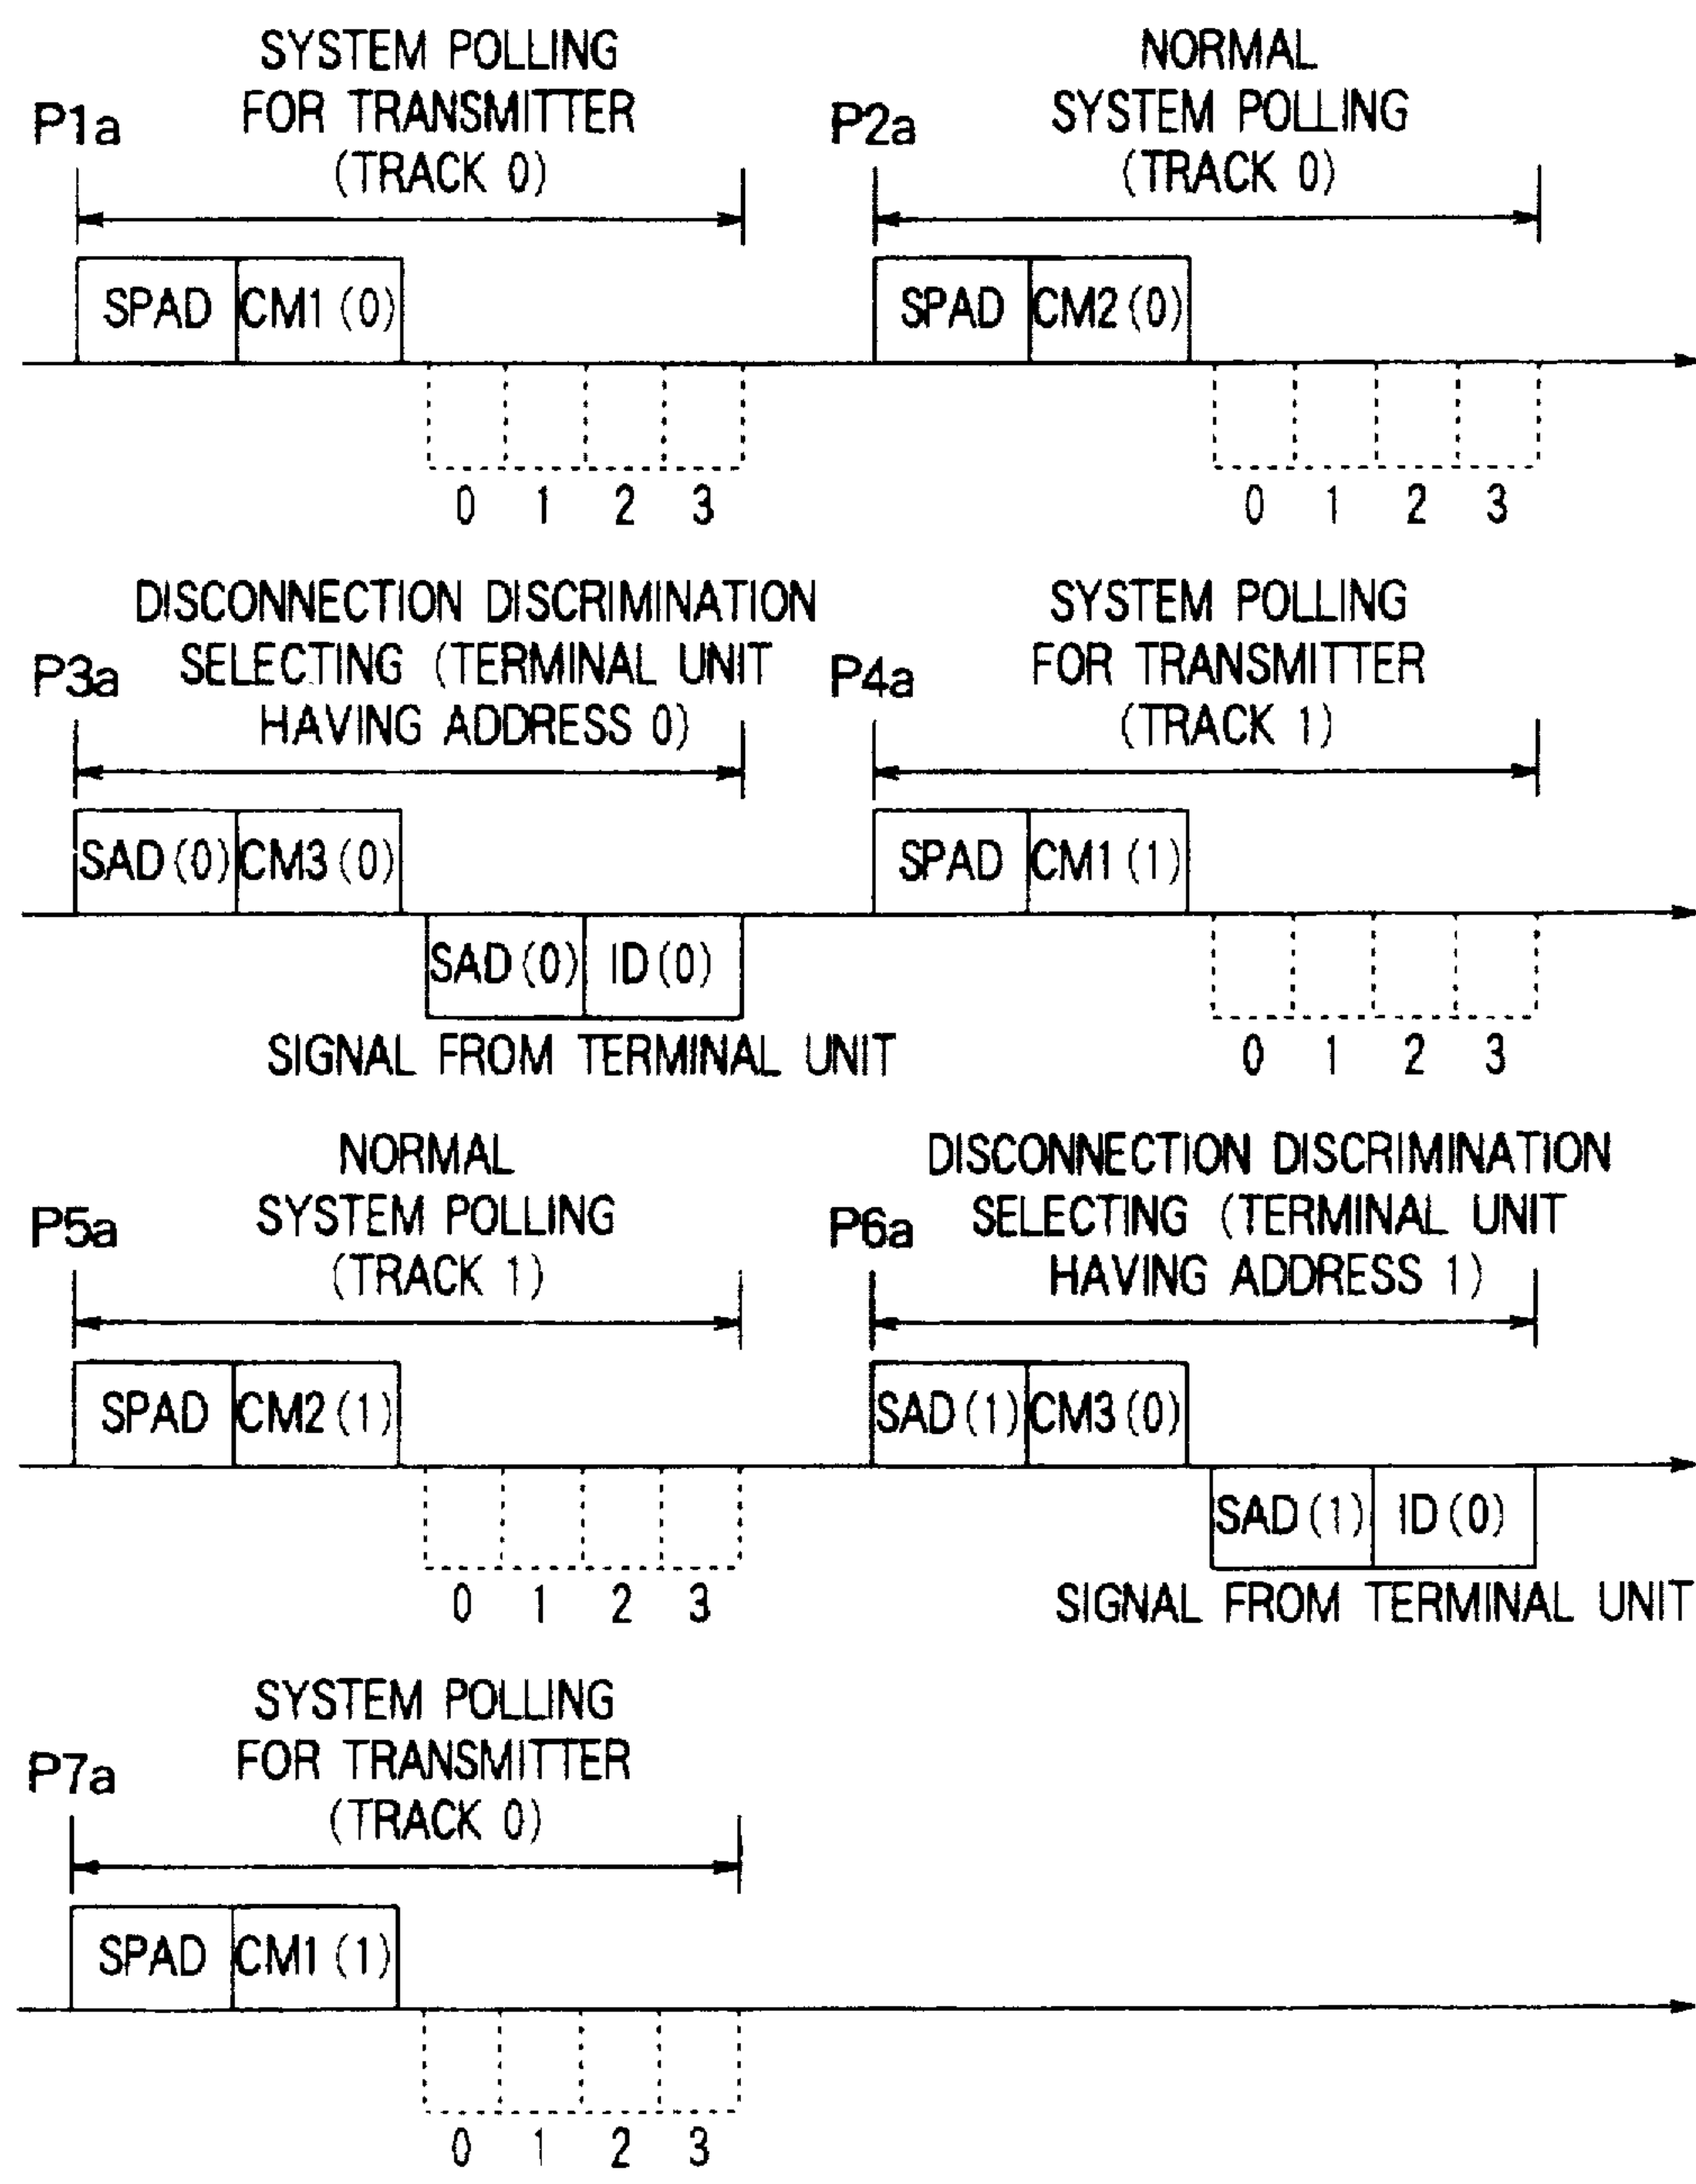 SYSTEM POLLING
FOR TRANSMITTER
(TRACK 0)
P1a
SPAD CM1(0)
0 1 2 3
NORMAL
SYSTEM POLLING
(TRACK 0)
P2a
SPAD CM2(0)
0 1 2 3
DISCONNECTION DISCRIMINATION
SELECTING (TERMINAL UNIT
HAVING ADDRESS 0)
P3a
SAD(0) CM3(0)
SAD(0) ID(0)
SIGNAL FROM TERMINAL UNIT
SYSTEM POLLING
FOR TRANSMITTER
(TRACK 1)
P4a
SPAD CM1(1)
0 1 2 3
NORMAL
SYSTEM POLLING
(TRACK 1)
P5a
SPAD CM2(1)
0 1 2 3
DISCONNECTION DISCRIMINATION
SELECTING (TERMINAL UNIT
HAVING ADDRESS 1)
P6a
SAD(1) CM3(0)
SAD(1) ID(0)
SIGNAL FROM TERMINAL UNIT
SYSTEM POLLING
FOR TRANSMITTER
(TRACK 0)
P7a
SPAD CM1(1)
0 1 2 3